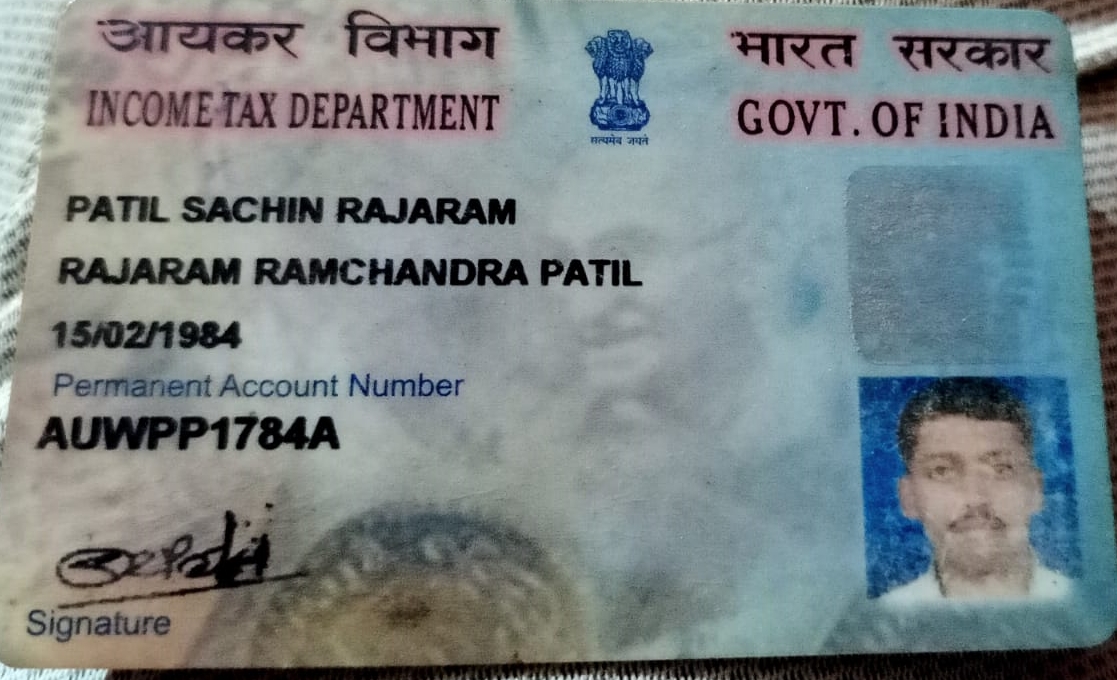 आयकर विभाग
INCOME TAX DEPARTMENT
सत्यमेव जयते
भारत सरकार
GOVT. OF INDIA
PATIL SACHIN RAJARAM
RAJARAM RAMCHANDRA PATIL
15/02/1984
Permanent Account Number
AUWPP1784A
Signature